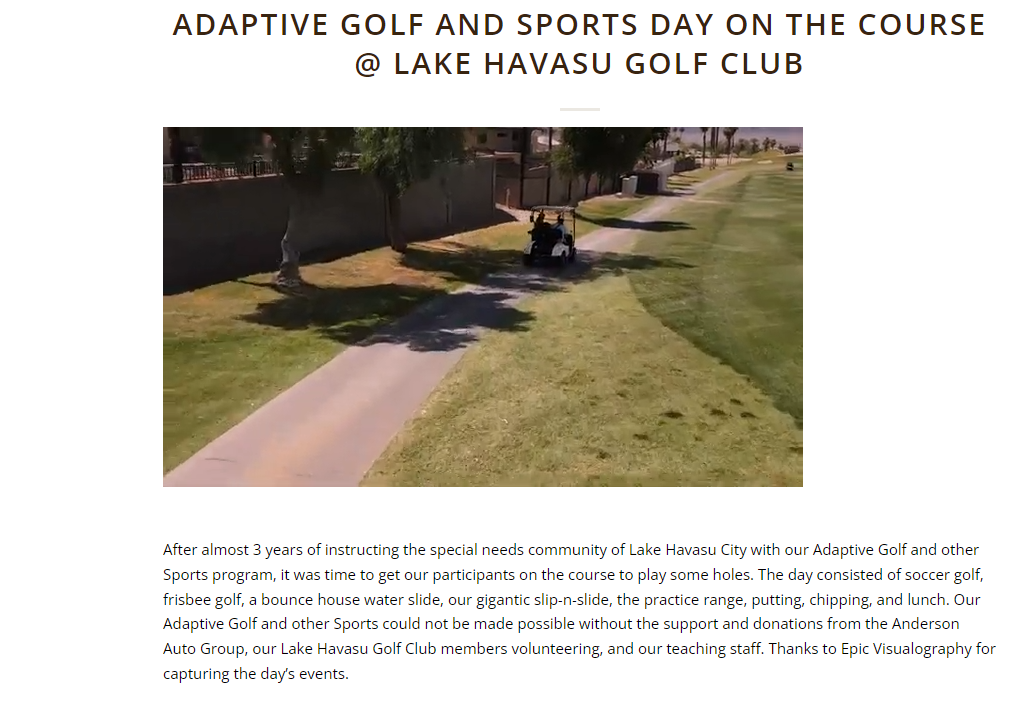 ADAPTIVE GOLF AND SPORTS DAY ON THE COURSE
@ LAKE HAVASU GOLF CLUB
After almost 3 years of instructing the special needs community of Lake Havasu City with our Adaptive Golf and other
Sports program, it was time to get our participants on the course to play some holes. The day consisted of soccer golf,
frisbee golf, a bounce house water slide, our gigantic slip-n-slide, the practice range, putting, chipping, and lunch. Our
Adaptive Golf and other Sports could not be made possible without the support and donations from the Anderson
Auto Group, our Lake Havasu Golf Club members volunteering, and our teaching staff. Thanks to Epic Visualography for
capturing the day’s events.